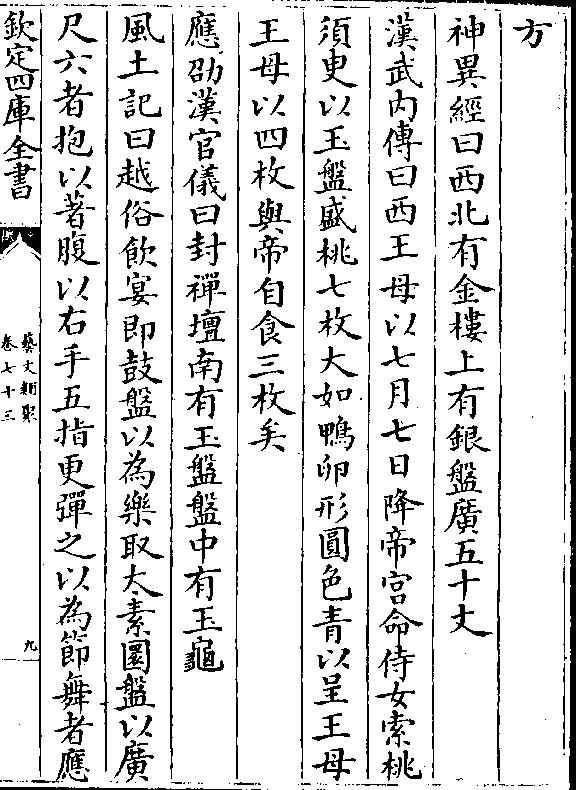 方
神異經曰西北有金樓上有銀盤廣五十丈
漢武内傳曰西王母以七月七日降帝宫命侍女索桃
須臾以玉盤盛桃七枚大如鴨卵形圓色青以呈王母
王母以四枚與帝自食三枚矣
應劭漢官儀曰封禪壇南有玉盤盤中有玉龜
風土記曰越俗飲宴即鼓盤以為樂取太素圜盤以廣
尺六者抱以著腹以右手五指更彈之以為節舞者應
欽定四庫全書
藝文類聚
卷七十三
九